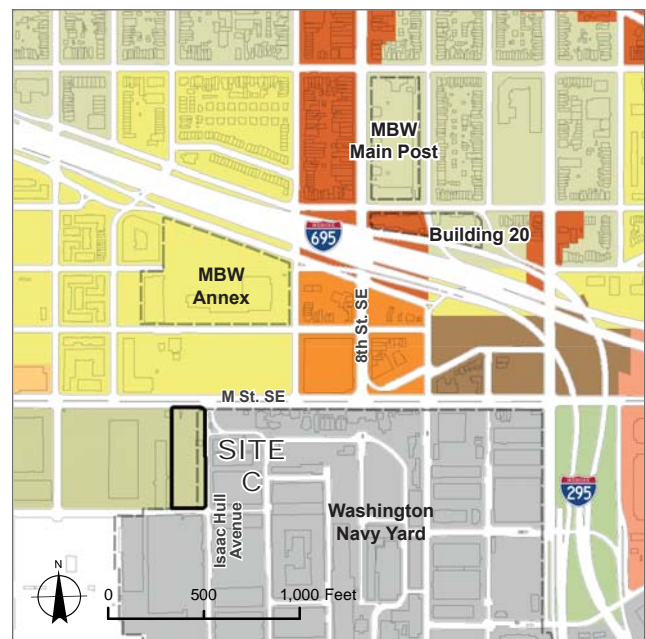 MBW
Main Post
695
Building 20
MBW
Annex
8th St. SE
M St. SE
SITE
C
Isaac Hull
Avenue
Washington
Navy Yard
295
N
0 500 1,000 Feet